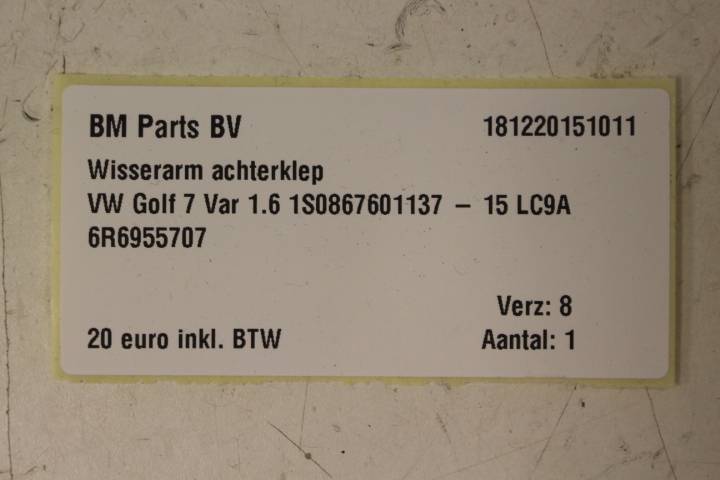 BM Parts BV 181220151011
Wisserarm achterklep
VW Golf 7 Var 1.6 1S0867601137 – 15 LC9A
6R6955707
Verz: 8
20 euro inkl. BTW Aantal: 1